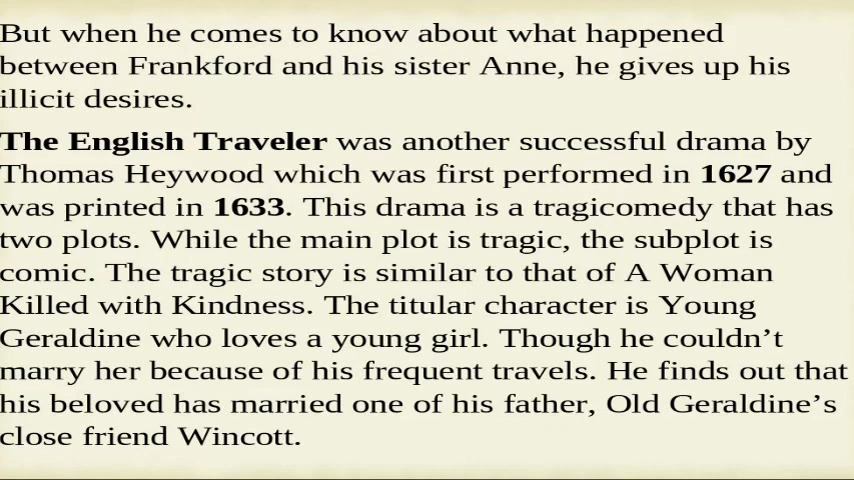 But when he comes to know about what happened
between Frankford and his sister Anne, he gives up his
illicit desires.
The English Traveler was another successful drama by
Thomas Heywood which was first performed in 1627 and
was printed in 1633. This drama is a tragicomedy that has
two plots. While the main plot is tragic, the subplot is
comic. The tragic story is similar to that of A Woman
Killed with Kindness. The titular character is Young
Geraldine who loves a young girl. Though he couldn’t
marry her because of his frequent travels. He finds out that
his beloved has married one of his father, Old Geraldine’s
close friend Wincott.